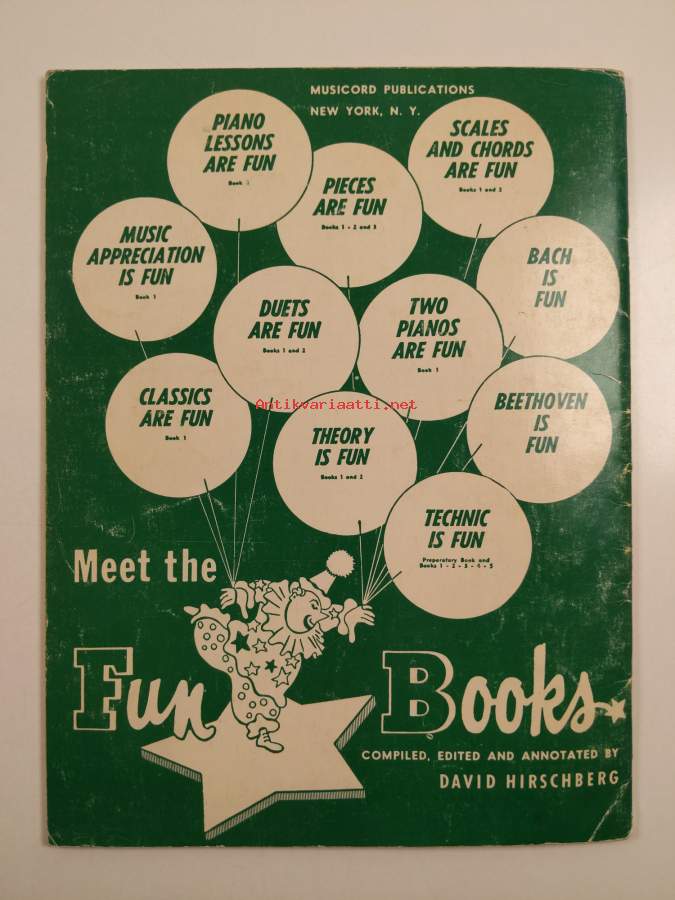 MUSICORD PUBLICATIONS
NEW YORK, N. Y.
PIANO
LESSONS
ARE FUN
Book
SCALES
AND CHORDS
ARE FUN
Books 1 and 2
PIECES
ARE FUN
Books 1 - 2 and 3
MUSIC
APPRECIATION
IS FUN
Book 1
BACH
IS
FUN
DUETS
ARE FUN
Books 1 and 2
TWO
PIANOS
ARE FUN
Book 1
CLASSICS
ARE FUN
Book 1
Antikvariaatti.net
BEETHOVEN
IS
FUN
THEORY
IS FUN
Books 1 and 2
TECHNIC
IS FUN
Preparatory Book and
Books 1 - 2 - 3 - 4 - 5
Meet the
Fun Books
COMPILED, EDITED AND ANNOTATED BY
DAVID HIRSCHBERG